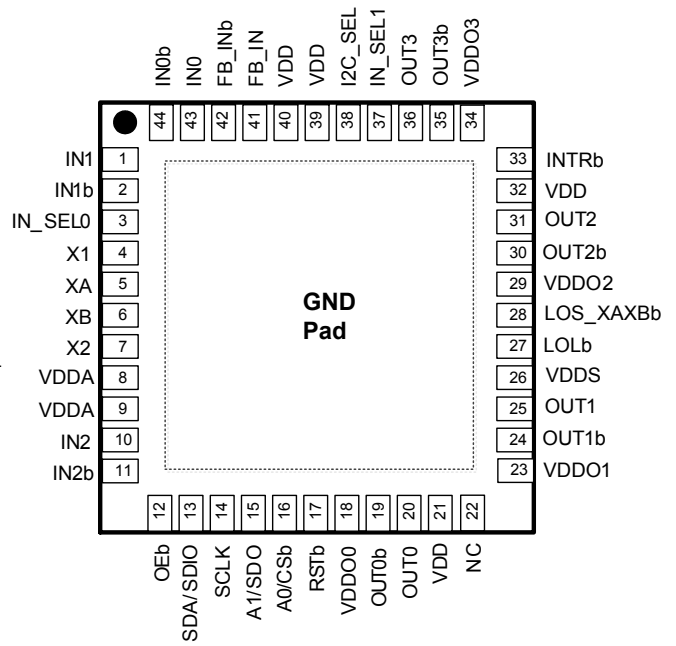 IN0b
IN0
FB_INb
FB_IN
VDD
VDD
I2C_SEL
IN_SEL1
OUT3
OUT3b
VDDO3
44
43
42
41
40
39
38
37
36
35
34
IN1 1
IN1b 2
IN_SEL0 3
X1 4
XA 5
XB 6
X2 7
VDDA 8
VDDA 9
IN2 10
IN2b 11
GND
Pad
33 INTRb
32 VDD
31 OUT2
30 OUT2b
29 VDDO2
28 LOS_XAXBb
27 LOLb
26 VDDS
25 OUT1
24 OUT1b
23 VDDO1
12
13
14
15
16
17
18
19
20
21
22
OEb
SDA/SDIO
SCLK
A1/SDO
A0/CSb
RSTb
VDDO0
OUT0b
OUT0
VDD
NC